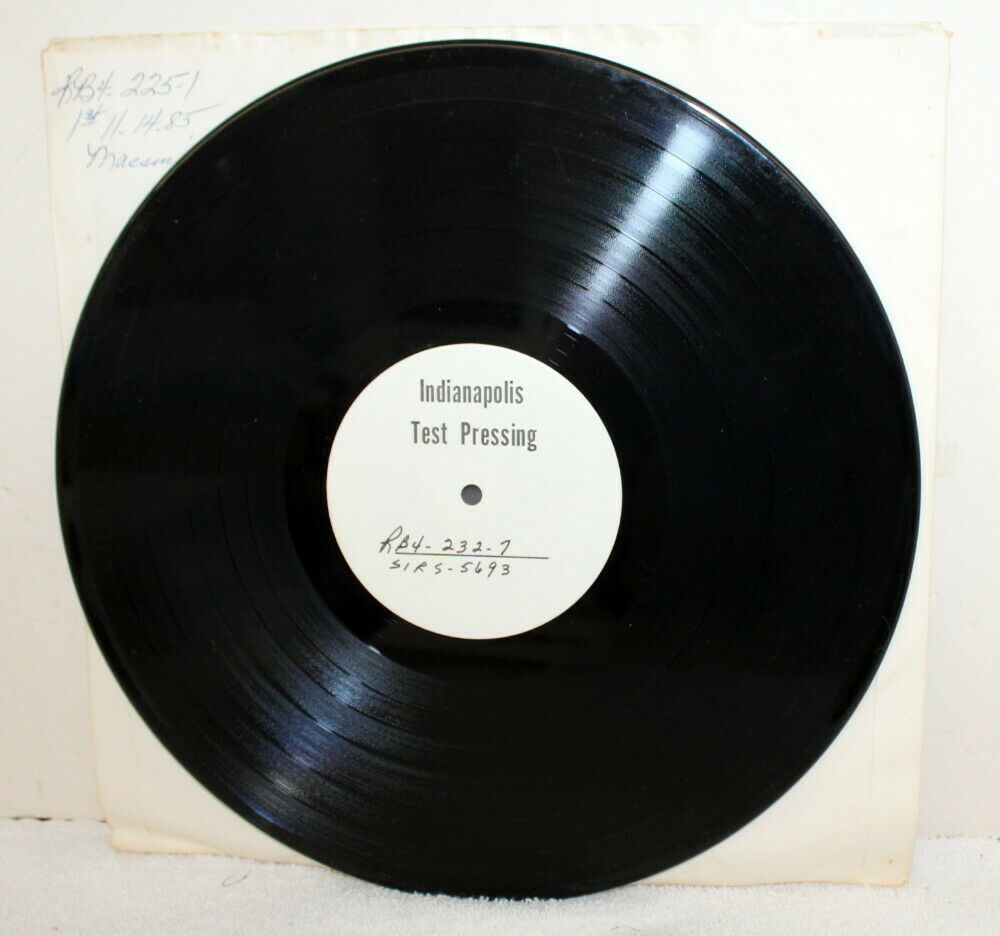 RB4-225-1
1st 11-14-85
Indianapolis
Test Pressing
RB4-232-7
SIRS-5693